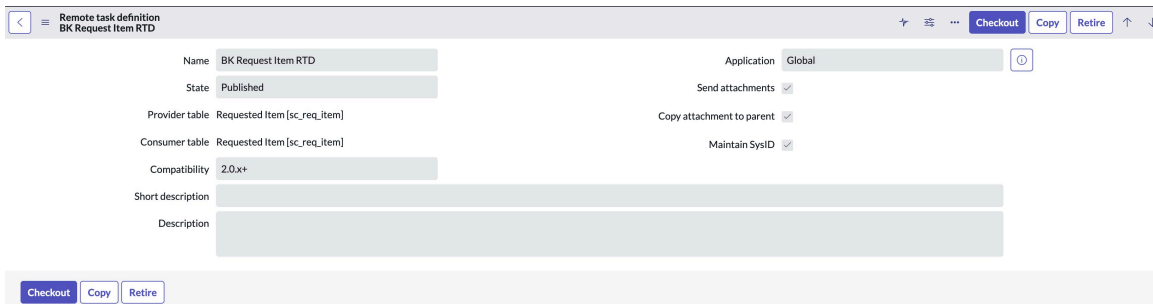 Remote task definition
BK Request Item RTD
Checkout Copy Retire
Name BK Request Item RTD
Application Global
State Published
Send attachments
Provider table Requested Item [sc_req_item]
Copy attachment to parent
Consumer table Requested Item [sc_req_item]
Maintain SysID
Compatibility 2.0.x+
Short description
Description
Checkout Copy Retire